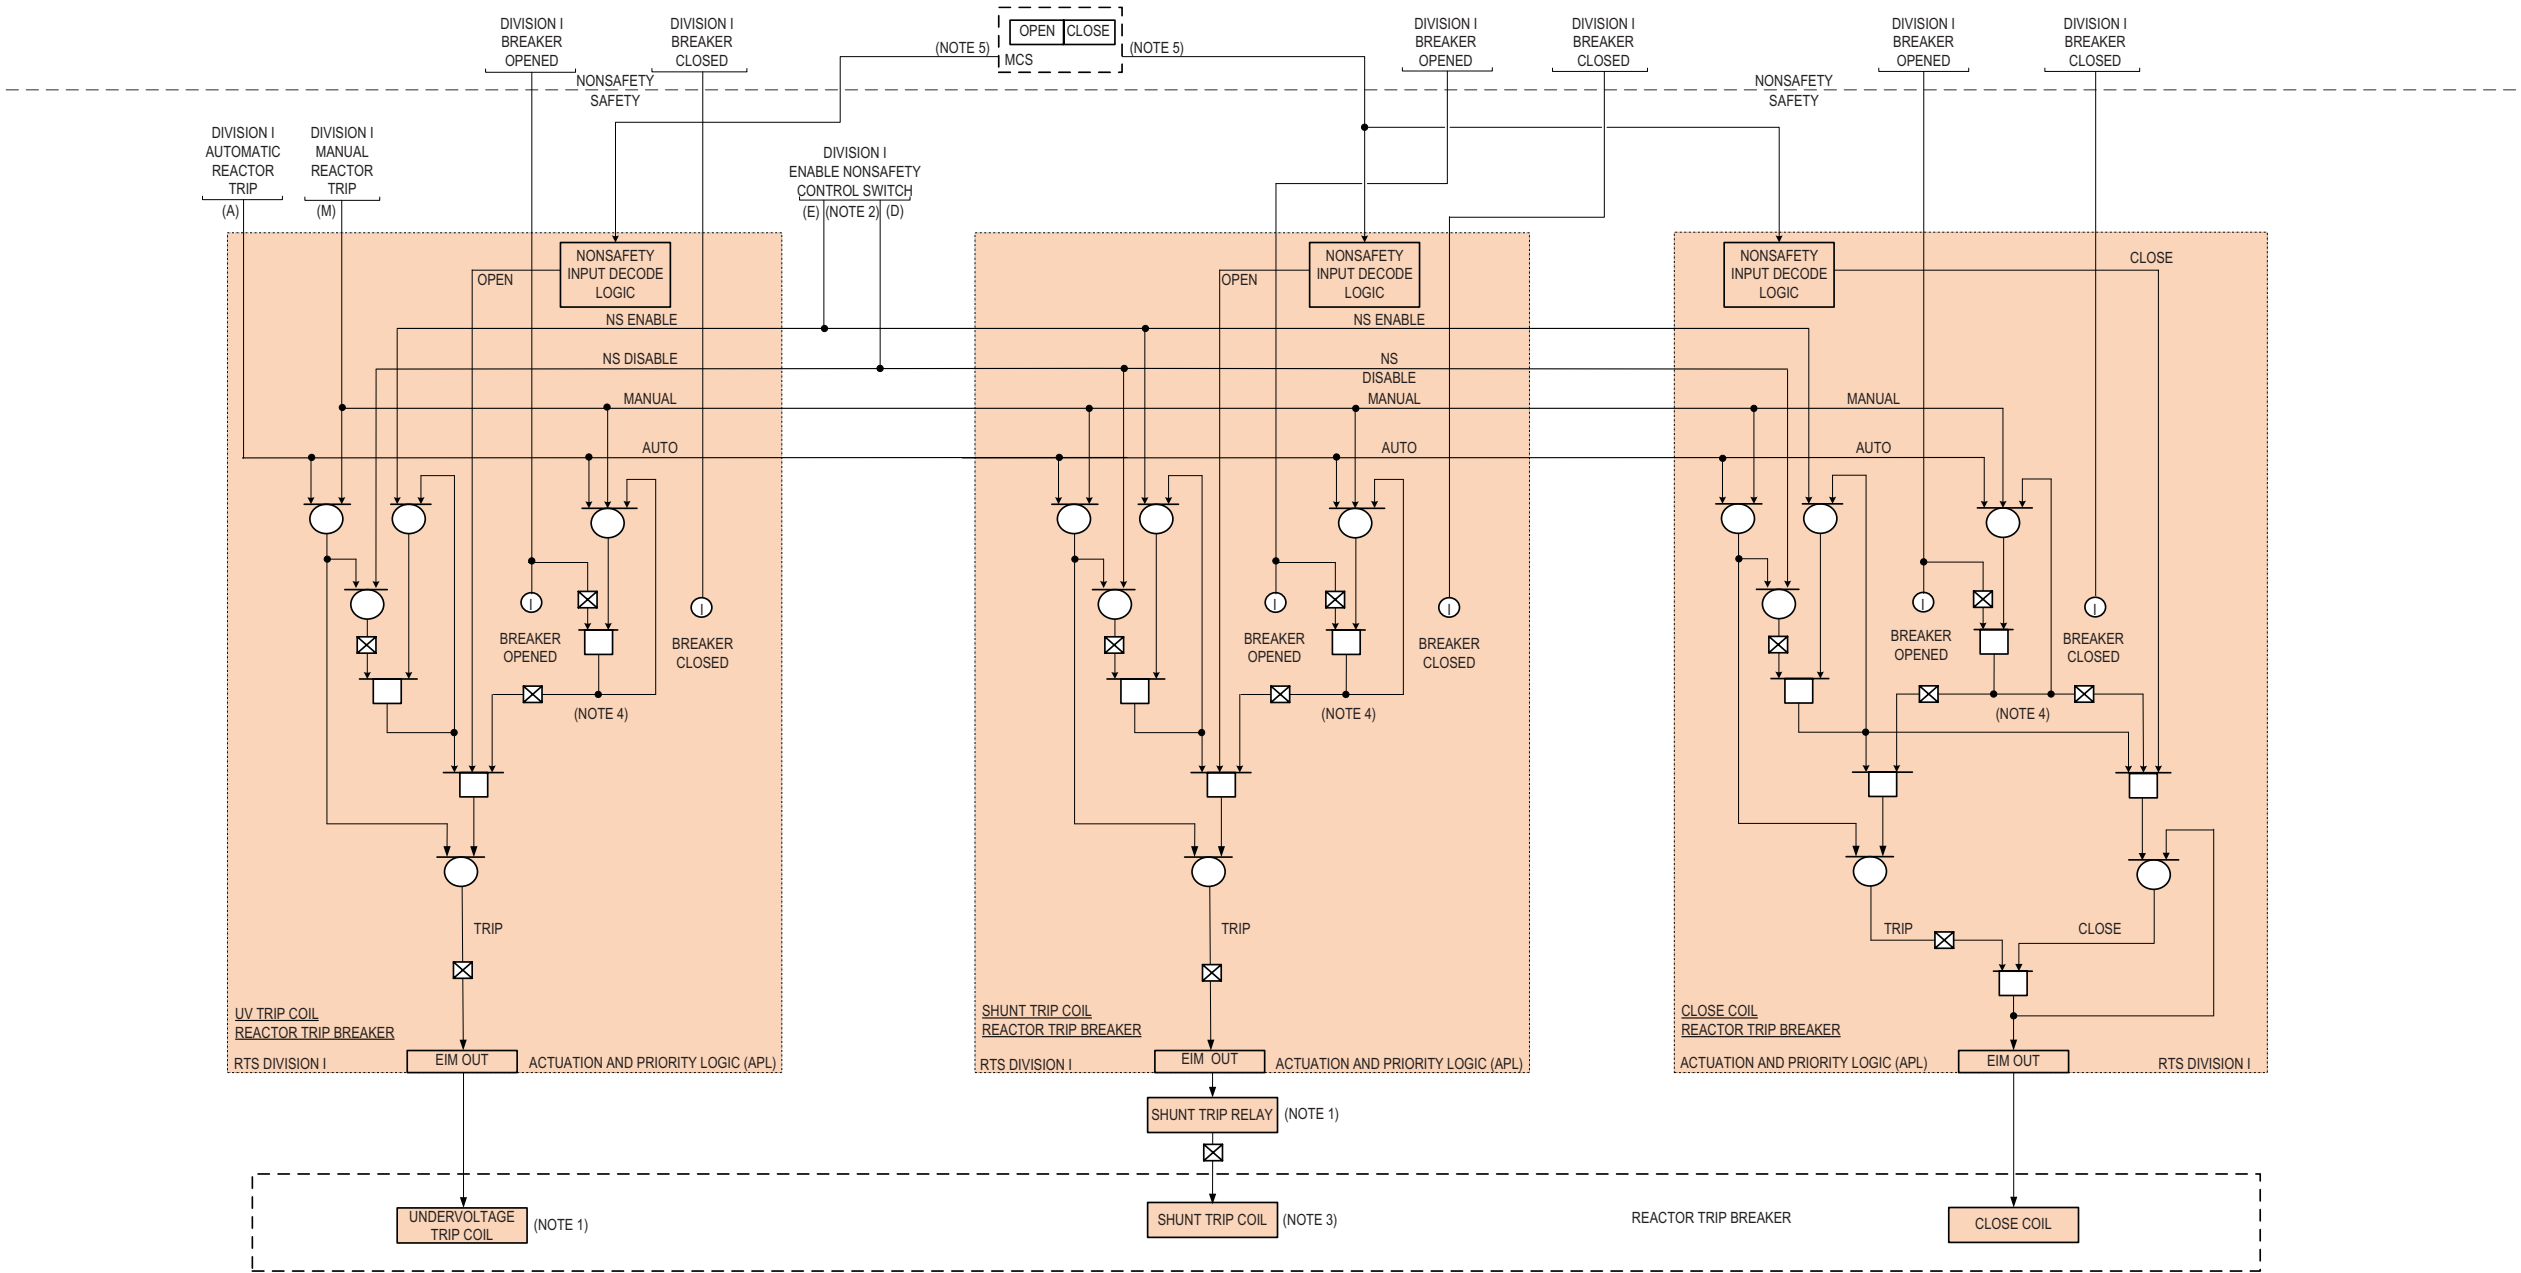 DIVISION I
BREAKER
OPENED
DIVISION I
BREAKER
CLOSED
(NOTE 5)
OPEN
CLOSE
MCS
(NOTE 5)
DIVISION I
BREAKER
OPENED
DIVISION I
BREAKER
CLOSED
DIVISION I
BREAKER
OPENED
DIVISION I
BREAKER
CLOSED
NONSAFETY
SAFETY
NONSAFETY
SAFETY
DIVISION I
AUTOMATIC
REACTOR
TRIP
(A)
DIVISION I
MANUAL
REACTOR
TRIP
(M)
DIVISION I
ENABLE NONSAFETY
CONTROL SWITCH
(E) (NOTE 2) (D)
NONSAFETY
INPUT DECODE
LOGIC
OPEN
NS ENABLE
NS DISABLE
MANUAL
AUTO
I
BREAKER
OPENED
I
BREAKER
CLOSED
(NOTE 4)
TRIP
UV TRIP COIL
REACTOR TRIP BREAKER
RTS DIVISION I
EIM OUT
ACTUATION AND PRIORITY LOGIC (APL)
NONSAFETY
INPUT DECODE
LOGIC
OPEN
NS ENABLE
NS
DISABLE
MANUAL
AUTO
I
BREAKER
OPENED
I
BREAKER
CLOSED
(NOTE 4)
TRIP
SHUNT TRIP COIL
REACTOR TRIP BREAKER
RTS DIVISION I
EIM OUT
ACTUATION AND PRIORITY LOGIC (APL)
NONSAFETY
INPUT DECODE
LOGIC
CLOSE
MANUAL
AUTO
I
BREAKER
OPENED
I
BREAKER
CLOSED
(NOTE 4)
TRIP
CLOSE
CLOSE COIL
REACTOR TRIP BREAKER
ACTUATION AND PRIORITY LOGIC (APL)
EIM OUT
RTS DIVISION I
SHUNT TRIP RELAY
(NOTE 1)
UNDERVOLTAGE
TRIP COIL
(NOTE 1)
SHUNT TRIP COIL
(NOTE 3)
REACTOR TRIP BREAKER
CLOSE COIL